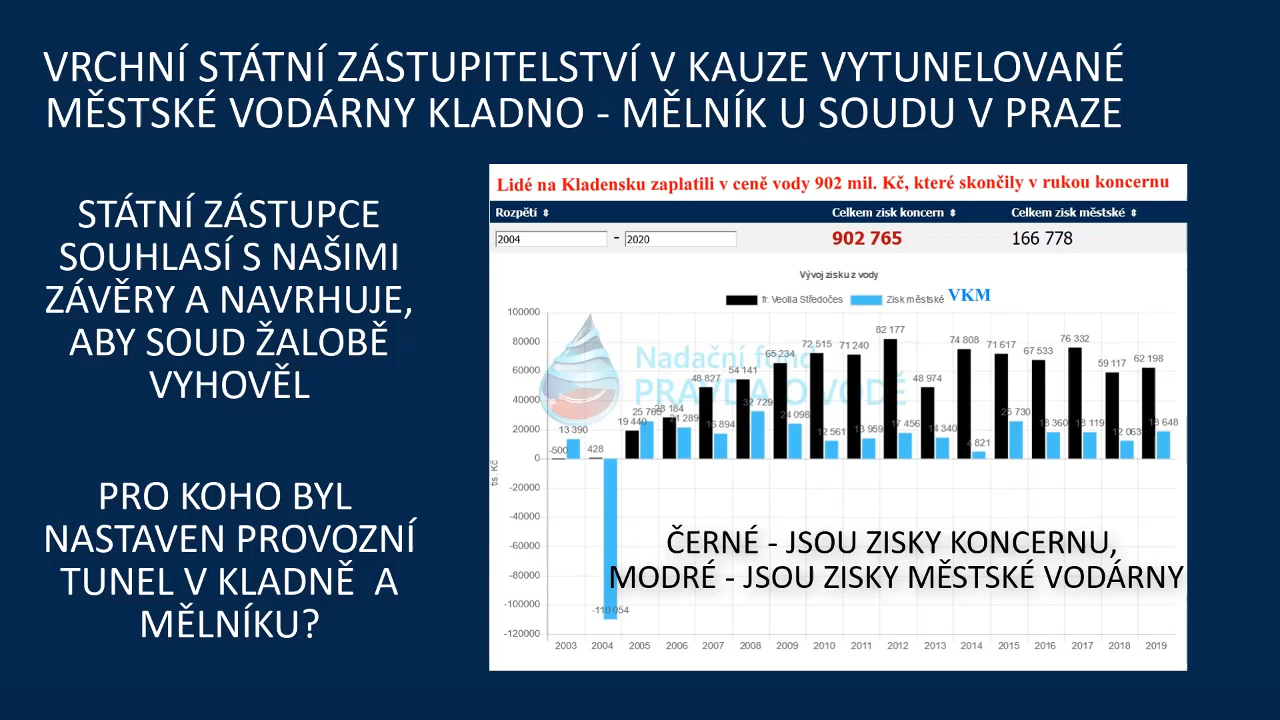 VRCHNÍ STÁTNÍ ZÁSTUPITELSTVÍ V KAUZE VYTUNELOVANÉ
MĚSTSKÉ VODÁRNY KLADNO - MĚLNÍK U SOUDU V PRAZE
STÁTNÍ ZÁSTUPCE
SOUHLASÍ S NAŠIMI
ZÁVĚRY A NAVRHUJE,
ABY SOUD ŽALOBĚ
VYHOVĚL
PRO KOHO BYL
NASTAVEN PROVOZNÍ
TUNEL V KLADNĚ A
MĚLNÍKU?
Lidé na Kladensku zaplatili v ceně vody 902 mil. Kč, které skončily v rukou koncernu
Rozpětí Celkem zisk koncern Celkem zisk městské
2004 - 2020 902 765 166 778
Vývoj zisku z vody
fr. Veolia Středočes Zisk městské VKM
Nadační fond
PRAVDA O VODĚ
100000
80000
60000
40000
20000
0
-20000
-40000
-60000
-80000
-100000
-120000
tis. Kč
-500 428 19 440 28 184 48 827 54 141 65 234 72 515 71 240 82 177 48 974 74 808 71 617 67 533 76 332 59 117 62 198
13 390 -110 054 25 765 21 289 16 894 32 729 24 098 12 561 13 959 17 456 14 340 4 821 25 730 18 360 18 119 12 063 18 648
ČERNÉ - JSOU ZISKY KONCERNU,
MODRÉ - JSOU ZISKY MĚSTSKÉ VODÁRNY
2003 2004 2005 2006 2007 2008 2009 2010 2011 2012 2013 2014 2015 2016 2017 2018 2019